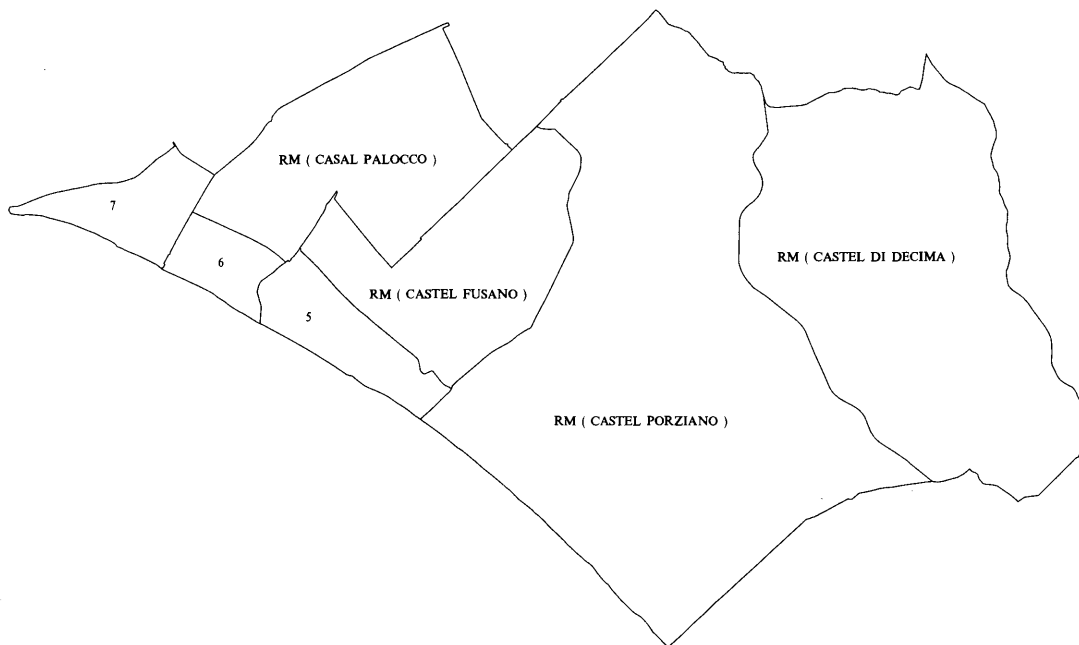 RM ( CASAL PALOCCO )
7
6
RM ( CASTEL DI DECIMA )
RM ( CASTEL FUSANO )
5
RM ( CASTEL PORZIANO )